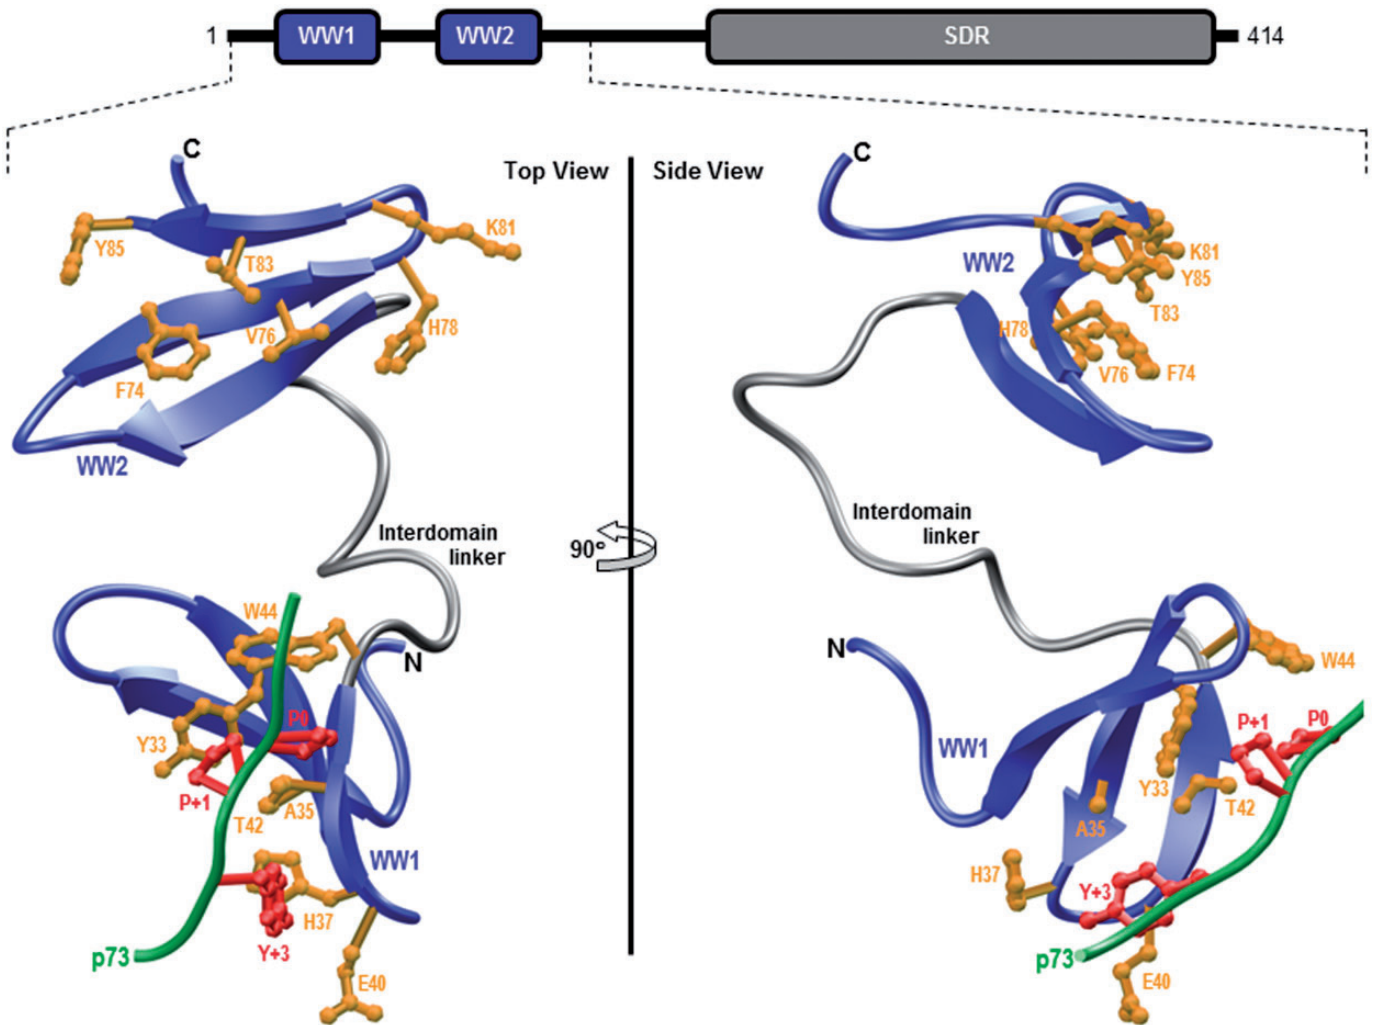 1 WW1 WW2 SDR 414
Top View
Side View
C
Y85
T83
K81
V76
H78
F74
WW2
Interdomain
linker
W44
N
P0
Y33
P+1
A35
T42
WW1
H37
Y+3
p73
E40
90°
C
WW2
K81
Y85
T83
H78
V76
F74
Interdomain
linker
N
W44
P+1
P0
WW1
Y33
T42
A35
H37
Y+3
p73
E40